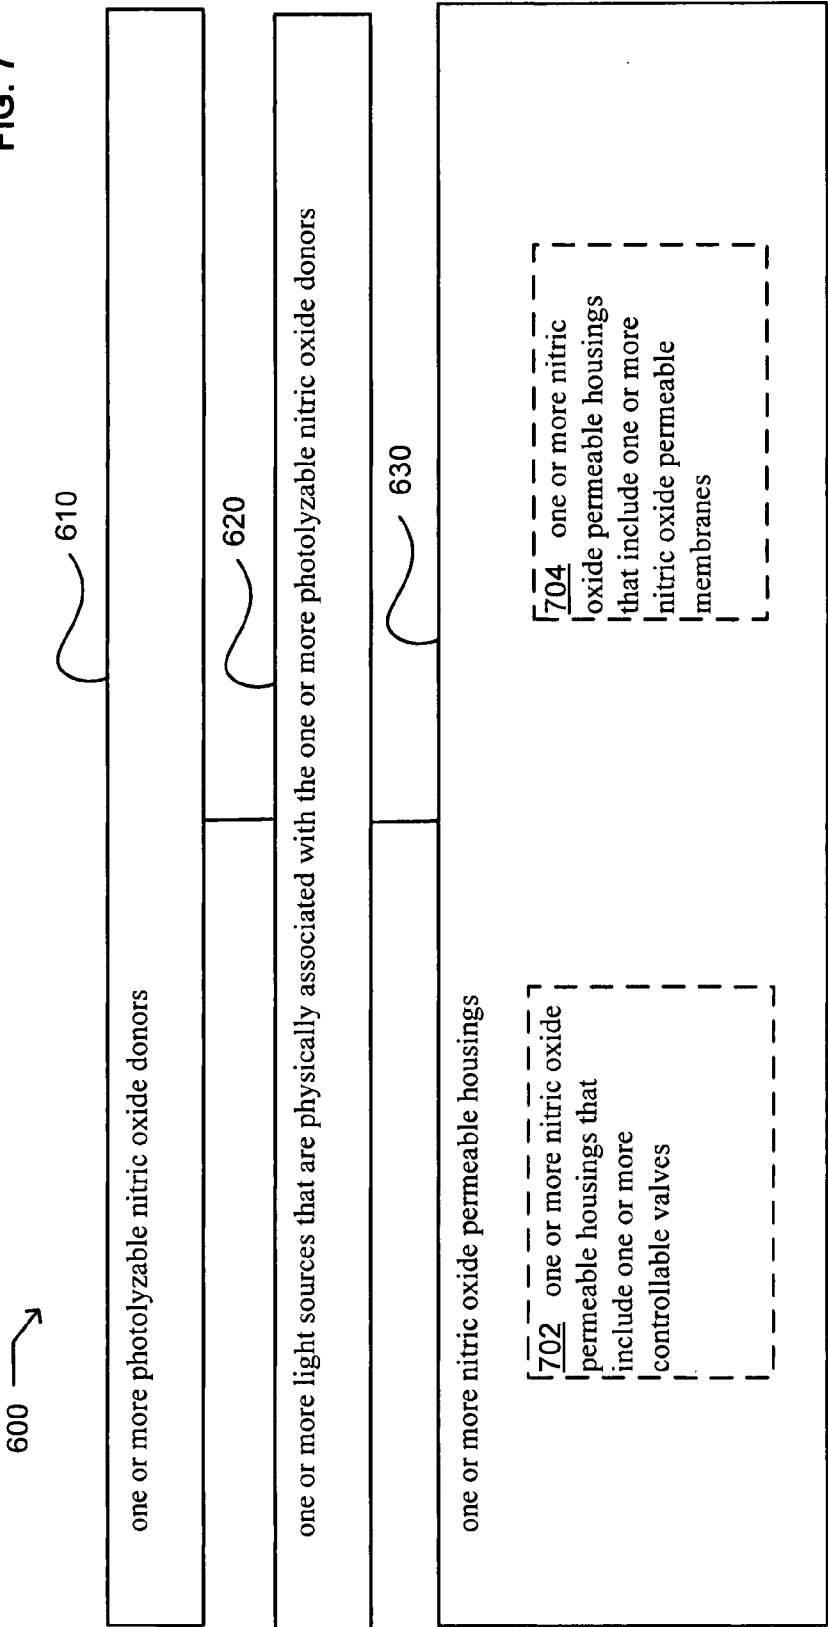 FIG. 7
600
610
one or more photolyzable nitric oxide donors
620
one or more light sources that are physically associated with the one or more photolyzable nitric oxide donors
630
one or more nitric oxide permeable housings
702 one or more nitric oxide
permeable housings that
include one or more
controllable valves
704 one or more nitric
oxide permeable housings
that include one or more
nitric oxide permeable
membranes